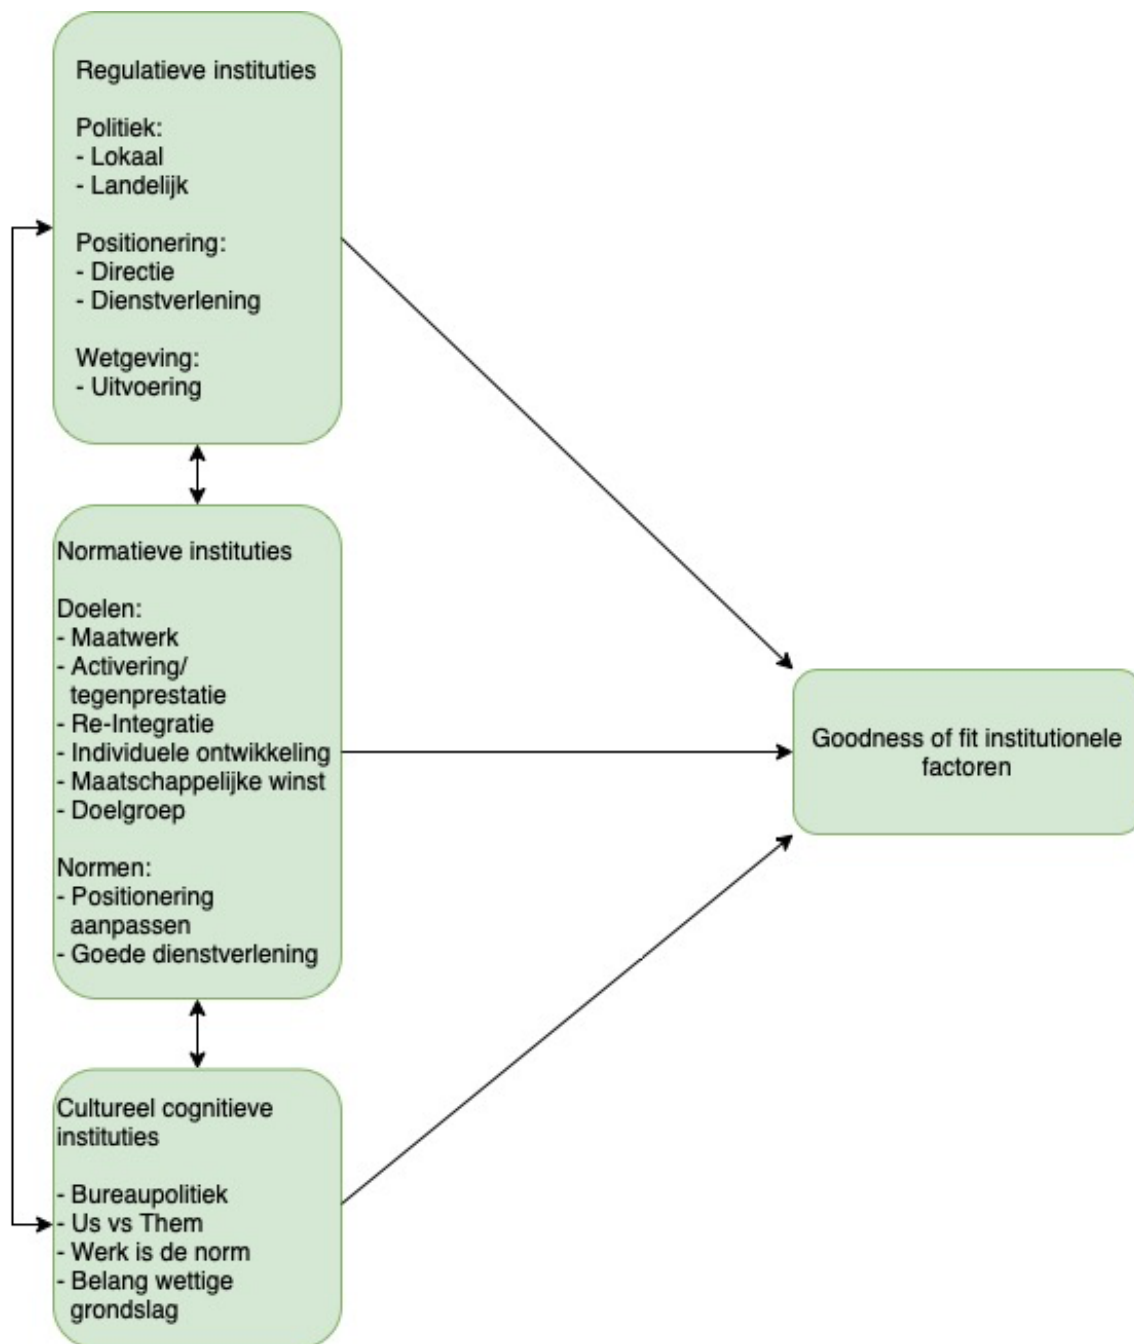 Regulatieve instituties
Politiek:
- Lokaal
- Landelijk
Positionering:
- Directie
- Dienstverlening
Wetgeving:
- Uitvoering
Normatieve instituties
Doelen:
- Maatwerk
- Activering/
tegenprestatie
- Re-Integratie
- Individuele ontwikkeling
- Maatschappelijke winst
- Doelgroep
Normen:
- Positionering
aanpassen
- Goede dienstverlening
Cultureel cognitieve
instituties
- Bureaupolitiek
- Us vs Them
- Werk is de norm
- Belang wettige
grondslag
Goodness of fit institutionele
factoren